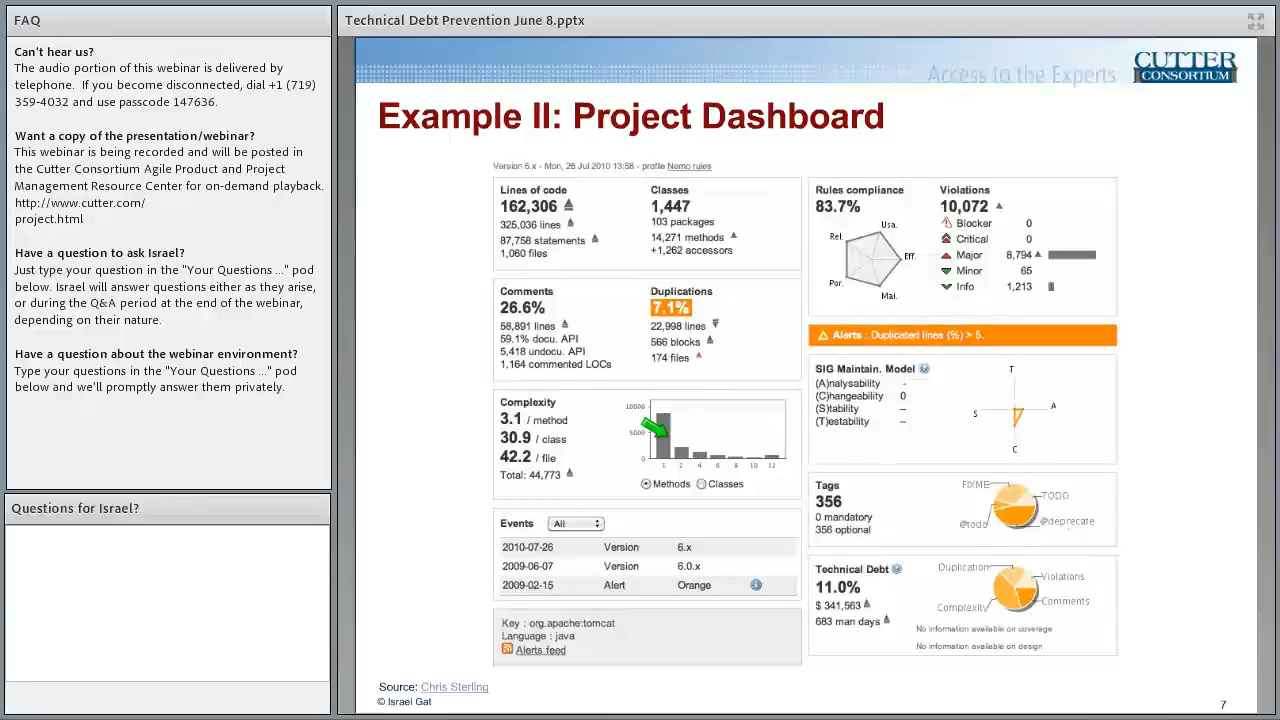 FAQ
Can't hear us?
The audio portion of this webinar is delivered by
telephone. If you become disconnected, dial +1 (719)
359-4032 and use passcode 147636.
Want a copy of the presentation/webinar?
This webinar is being recorded and will be posted in
the Cutter Consortium Agile Product and Project
Management Resource Center for on-demand playback.
http://www.cutter.com/
project.html
Have a question to ask Israel?
Just type your question in the "Your Questions ..." pod
below. Israel will answer questions either as they arise,
or during the Q&A period at the end of the webinar,
depending on their nature.
Have a question about the webinar environment?
Type your questions in the "Your Questions ..." pod
below and we'll promptly answer them privately.
Questions for Israel?
Technical Debt Prevention June 8.pptx
Access to the Experts
CUTTER
CONSORTIUM
Example II: Project Dashboard
Version 6.x - Mon, 26 Jul 2010 13:58 - profile Nemo rules
Lines of code
162,306
325,036 lines
87,758 statements
1,060 files
Classes
1,447
103 packages
14,271 methods
+1,262 accessors
Comments
26.6%
58,891 lines
59.1% docu. API
5,418 undocu. API
1,164 commented LOCs
Duplications
7.1%
22,998 lines
566 blocks
174 files
Complexity
3.1 / method
30.9 / class
42.2 / file
Total: 44,773
10000
5000
0
1 2 4 6 8 10 12
Methods Classes
Events All
2010-07-26 Version 6.x
2009-06-07 Version 6.0.x
2009-02-15 Alert Orange
Key : org.apache:tomcat
Language : java
Alerts feed
Rules compliance
83.7%
Usa.
Rel.
Eff.
Por.
Mai.
Violations
10,072
Blocker 0
Critical 0
Major 8,794
Minor 65
Info 1,213
Alerts : Duplicated lines (%) > 5.
SIG Maintain. Model
(A)nalysability -
(C)hangeability 0
(S)tability --
(T)estability --
T
A
S
C
Tags
356
0 mandatory
356 optional
FIXME
TODO
@todo
@deprecate
Technical Debt
11.0%
$ 341,563
683 man days
Duplication
Violations
Complexity
Comments
No information available on coverage
No information available on design
Source: Chris Sterling
© Israel Gat
7